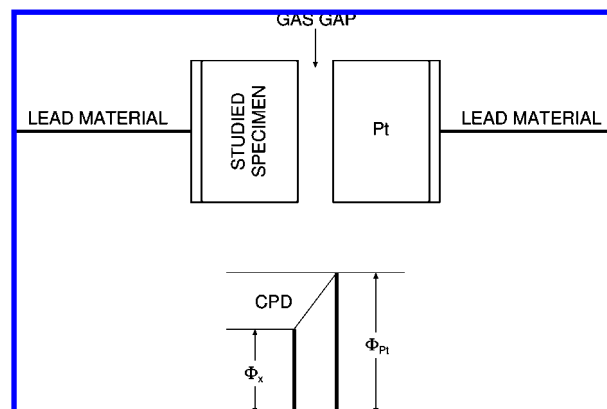 GAS GAP
LEAD MATERIAL
STUDIED
SPECIMEN
Pt
LEAD MATERIAL
CPD
Φx
ΦPt